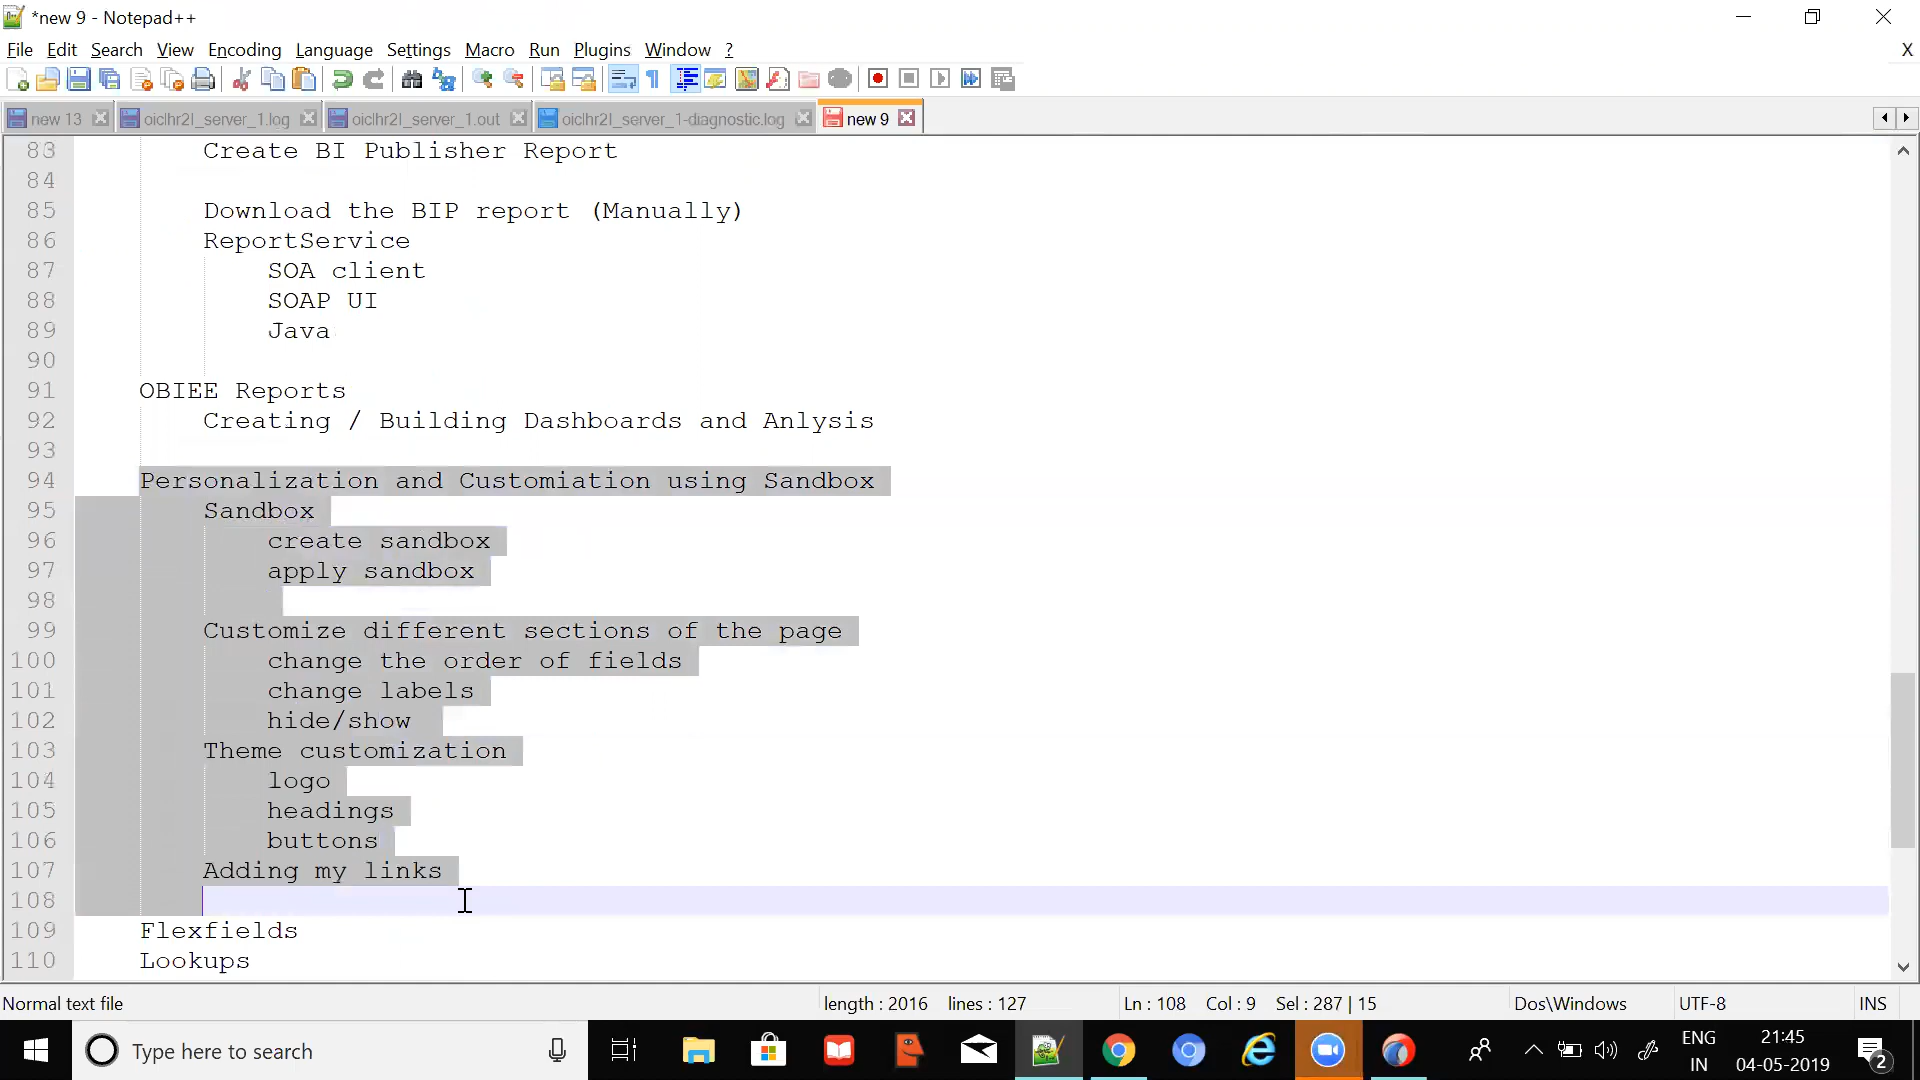 *new 9 - Notepad++
File Edit Search View Encoding Language Settings Macro Run Plugins Window ? X
new 13 oiclhr2l_server_1.log oiclhr2l_server_1.out oiclhr2l_server_1-diagnostic.log new 9
83 Create BI Publisher Report
84
85 Download the BIP report (Manually)
86 ReportService
87 SOA client
88 SOAP UI
89 Java
90
91 OBIEE Reports
92 Creating / Building Dashboards and Anlysis
93
94 Personalization and Customiation using Sandbox
95 Sandbox
96 create sandbox
97 apply sandbox
98
99 Customize different sections of the page
100 change the order of fields
101 change labels
102 hide/show
103 Theme customization
104 logo
105 headings
106 buttons
107 Adding my links
108
109 Flexfields
110 Lookups
Normal text file length : 2016 lines : 127 Ln : 108 Col : 9 Sel : 287 | 15 Dos\Windows UTF-8 INS
Type here to search ENG 21:45
IN 04-05-2019 2